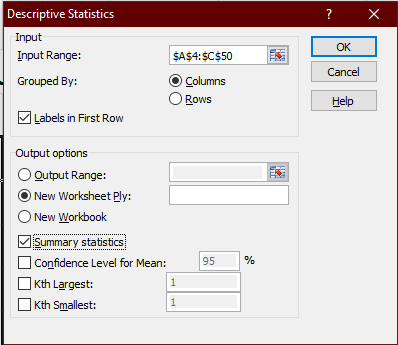 Descriptive Statistics ? ×
Input
Input Range: $A$4:$C$50
Grouped By: Columns
Rows
Labels in First Row
OK
Cancel
Help
Output options
Output Range:
New Worksheet Ply:
New Workbook
Summary statistics
Confidence Level for Mean: 95 %
Kth Largest: 1
Kth Smallest: 1